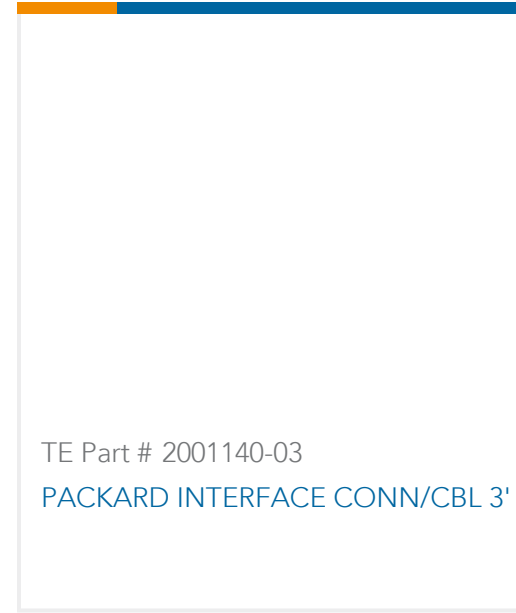 TE Part # 2001140-03
PACKARD INTERFACE CONN/CBL 3'